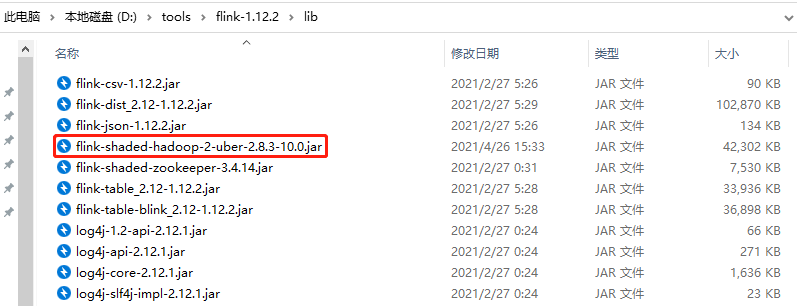 此电脑 > 本地磁盘 (D:) > tools > flink-1.12.2 > lib
名称 修改日期 类型 大小
flink-csv-1.12.2.jar 2021/2/27 5:26 JAR 文件 90 KB
flink-dist_2.12-1.12.2.jar 2021/2/27 5:29 JAR 文件 102,870 KB
flink-json-1.12.2.jar 2021/2/27 5:26 JAR 文件 134 KB
flink-shaded-hadoop-2-uber-2.8.3-10.0.jar 2021/4/26 15:33 JAR 文件 42,302 KB
flink-shaded-zookeeper-3.4.14.jar 2021/2/27 0:31 JAR 文件 7,530 KB
flink-table_2.12-1.12.2.jar 2021/2/27 5:28 JAR 文件 33,936 KB
flink-table-blink_2.12-1.12.2.jar 2021/2/27 5:28 JAR 文件 36,898 KB
log4j-1.2-api-2.12.1.jar 2021/2/27 0:24 JAR 文件 66 KB
log4j-api-2.12.1.jar 2021/2/27 0:24 JAR 文件 271 KB
log4j-core-2.12.1.jar 2021/2/27 0:24 JAR 文件 1,636 KB
log4j-slf4j-impl-2.12.1.jar 2021/2/27 0:24 JAR 文件 23 KB